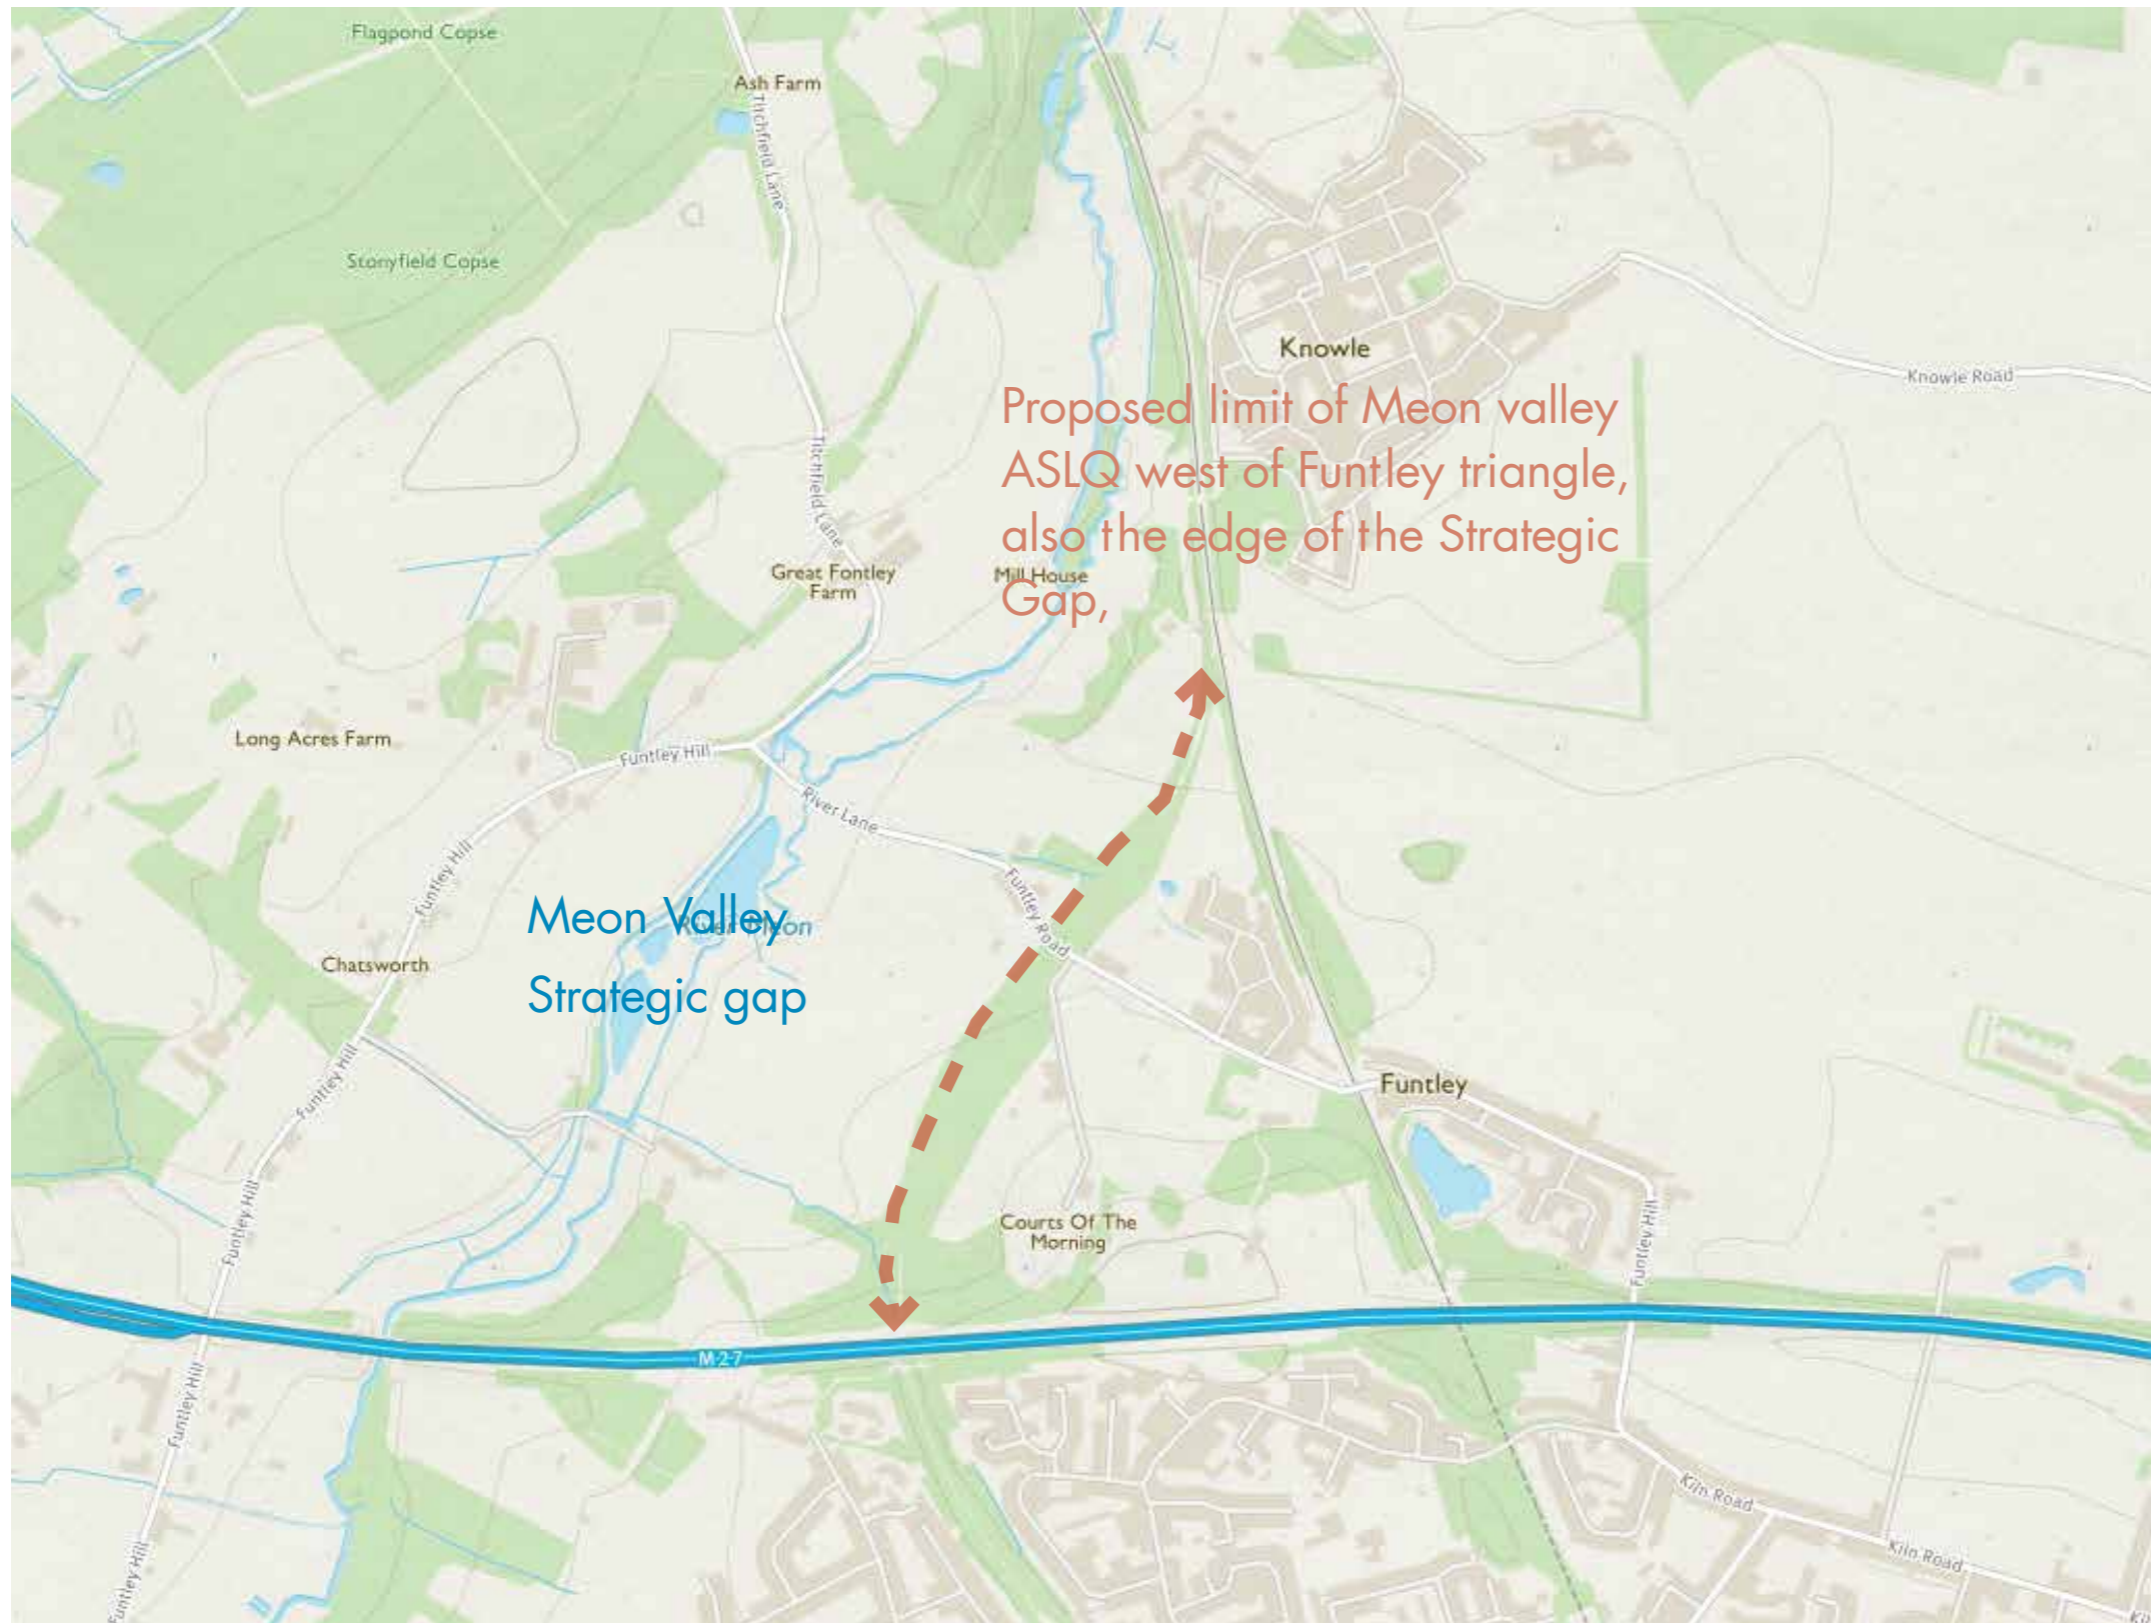 Flagpond Copse
Ash Farm
Titchfield Lane
Stonyfield Copse
Knowle
Knowle Road
Proposed limit of Meon valley
ASLQ west of Funtley triangle,
also the edge of the Strategic
Gap,
Titchfield Lane
Great Fontley
Farm
Mill House
Long Acres Farm
Funtley Hill
River Lane
Funtley Hill
Funtley Road
Meon Valley
River Meon
Strategic gap
Chatsworth
Funtley Hill
Funtley
Funtley Hill
Courts Of The
Morning
Funtley Hill
M27
Funtley Hill
Kiln Road
Kiln Road
Funtley Hill